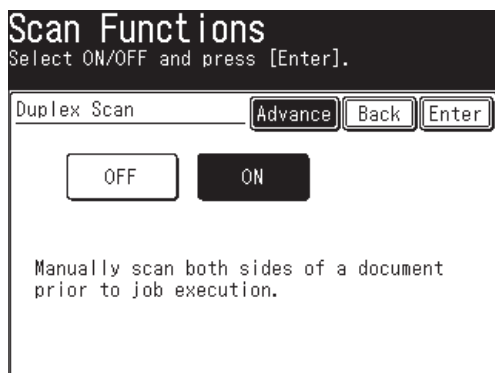 Scan Functions
Select ON/OFF and press [Enter].
Duplex Scan Advance Back Enter
OFF ON
Manually scan both sides of a document
prior to job execution.